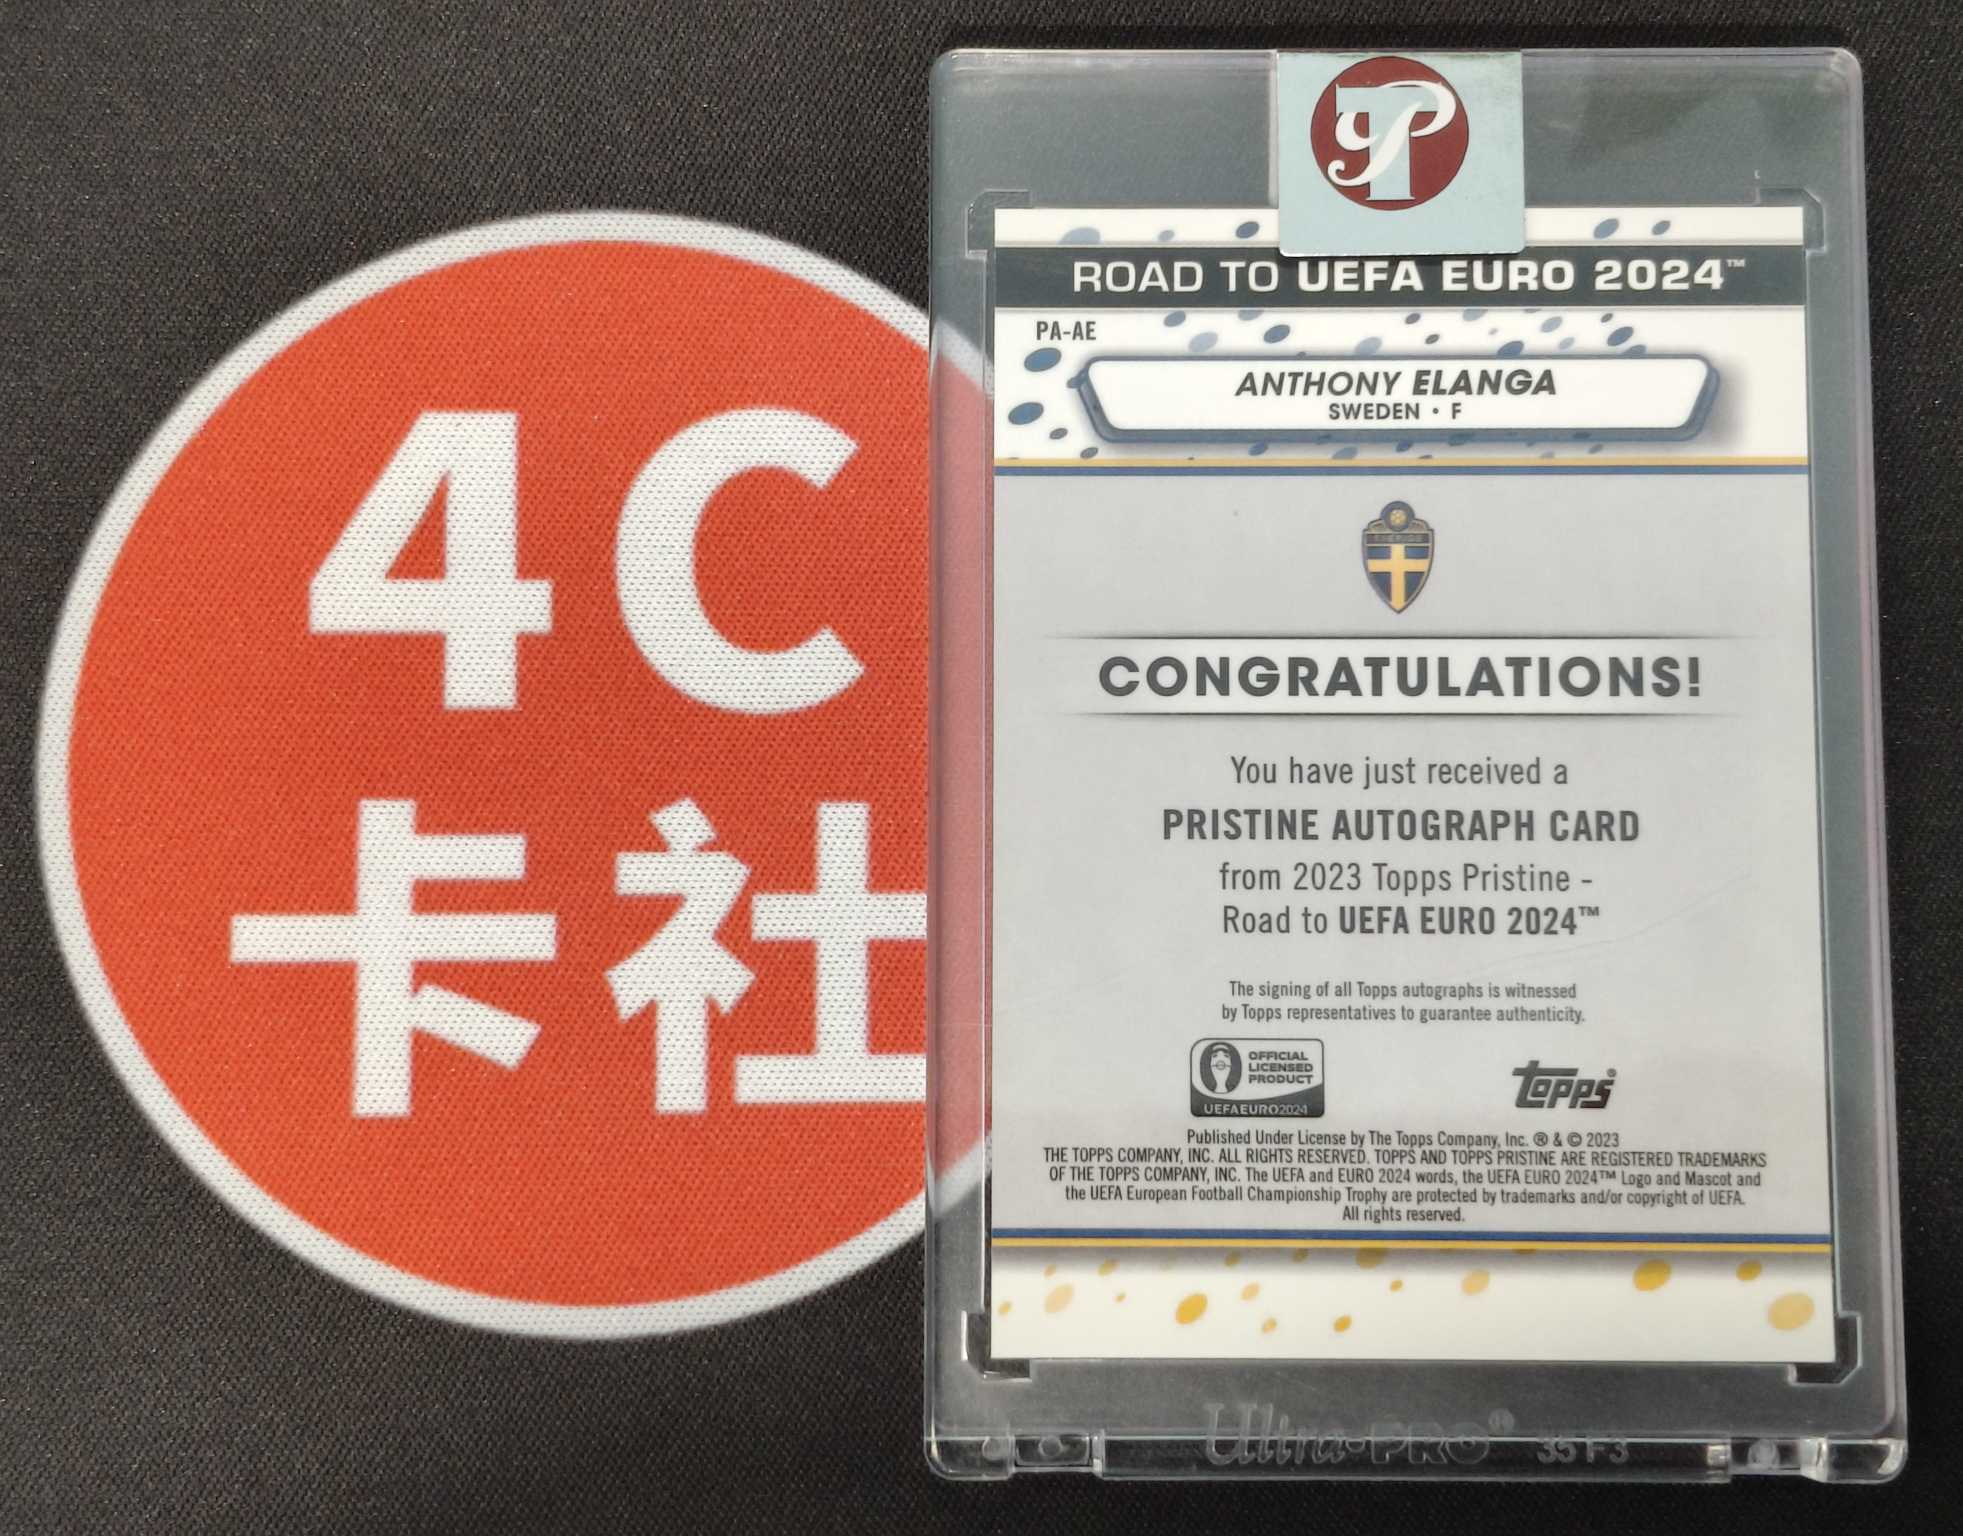 4C
卡社
ROAD TO UEFA EURO 2024™
PA-AE
ANTHONY ELANGA
SWEDEN • F
CONGRATULATIONS!
You have just received a
PRISTINE AUTOGRAPH CARD
from 2023 Topps Pristine -
Road to UEFA EURO 2024™
The signing of all Topps autographs is witnessed
by Topps representatives to guarantee authenticity.
OFFICIAL
LICENSED
PRODUCT
UEFAEURO2024
topps®
Published Under License by The Topps Company, Inc. ® & © 2023
THE TOPPS COMPANY, INC. ALL RIGHTS RESERVED. TOPPS AND TOPPS PRISTINE ARE REGISTERED TRADEMARKS
OF THE TOPPS COMPANY, INC. The UEFA and EURO 2024 words, the UEFA EURO 2024™ Logo and Mascot and
the UEFA European Football Championship Trophy are protected by trademarks and/or copyright of UEFA.
All rights reserved.
Ultra•PRO® 35F3